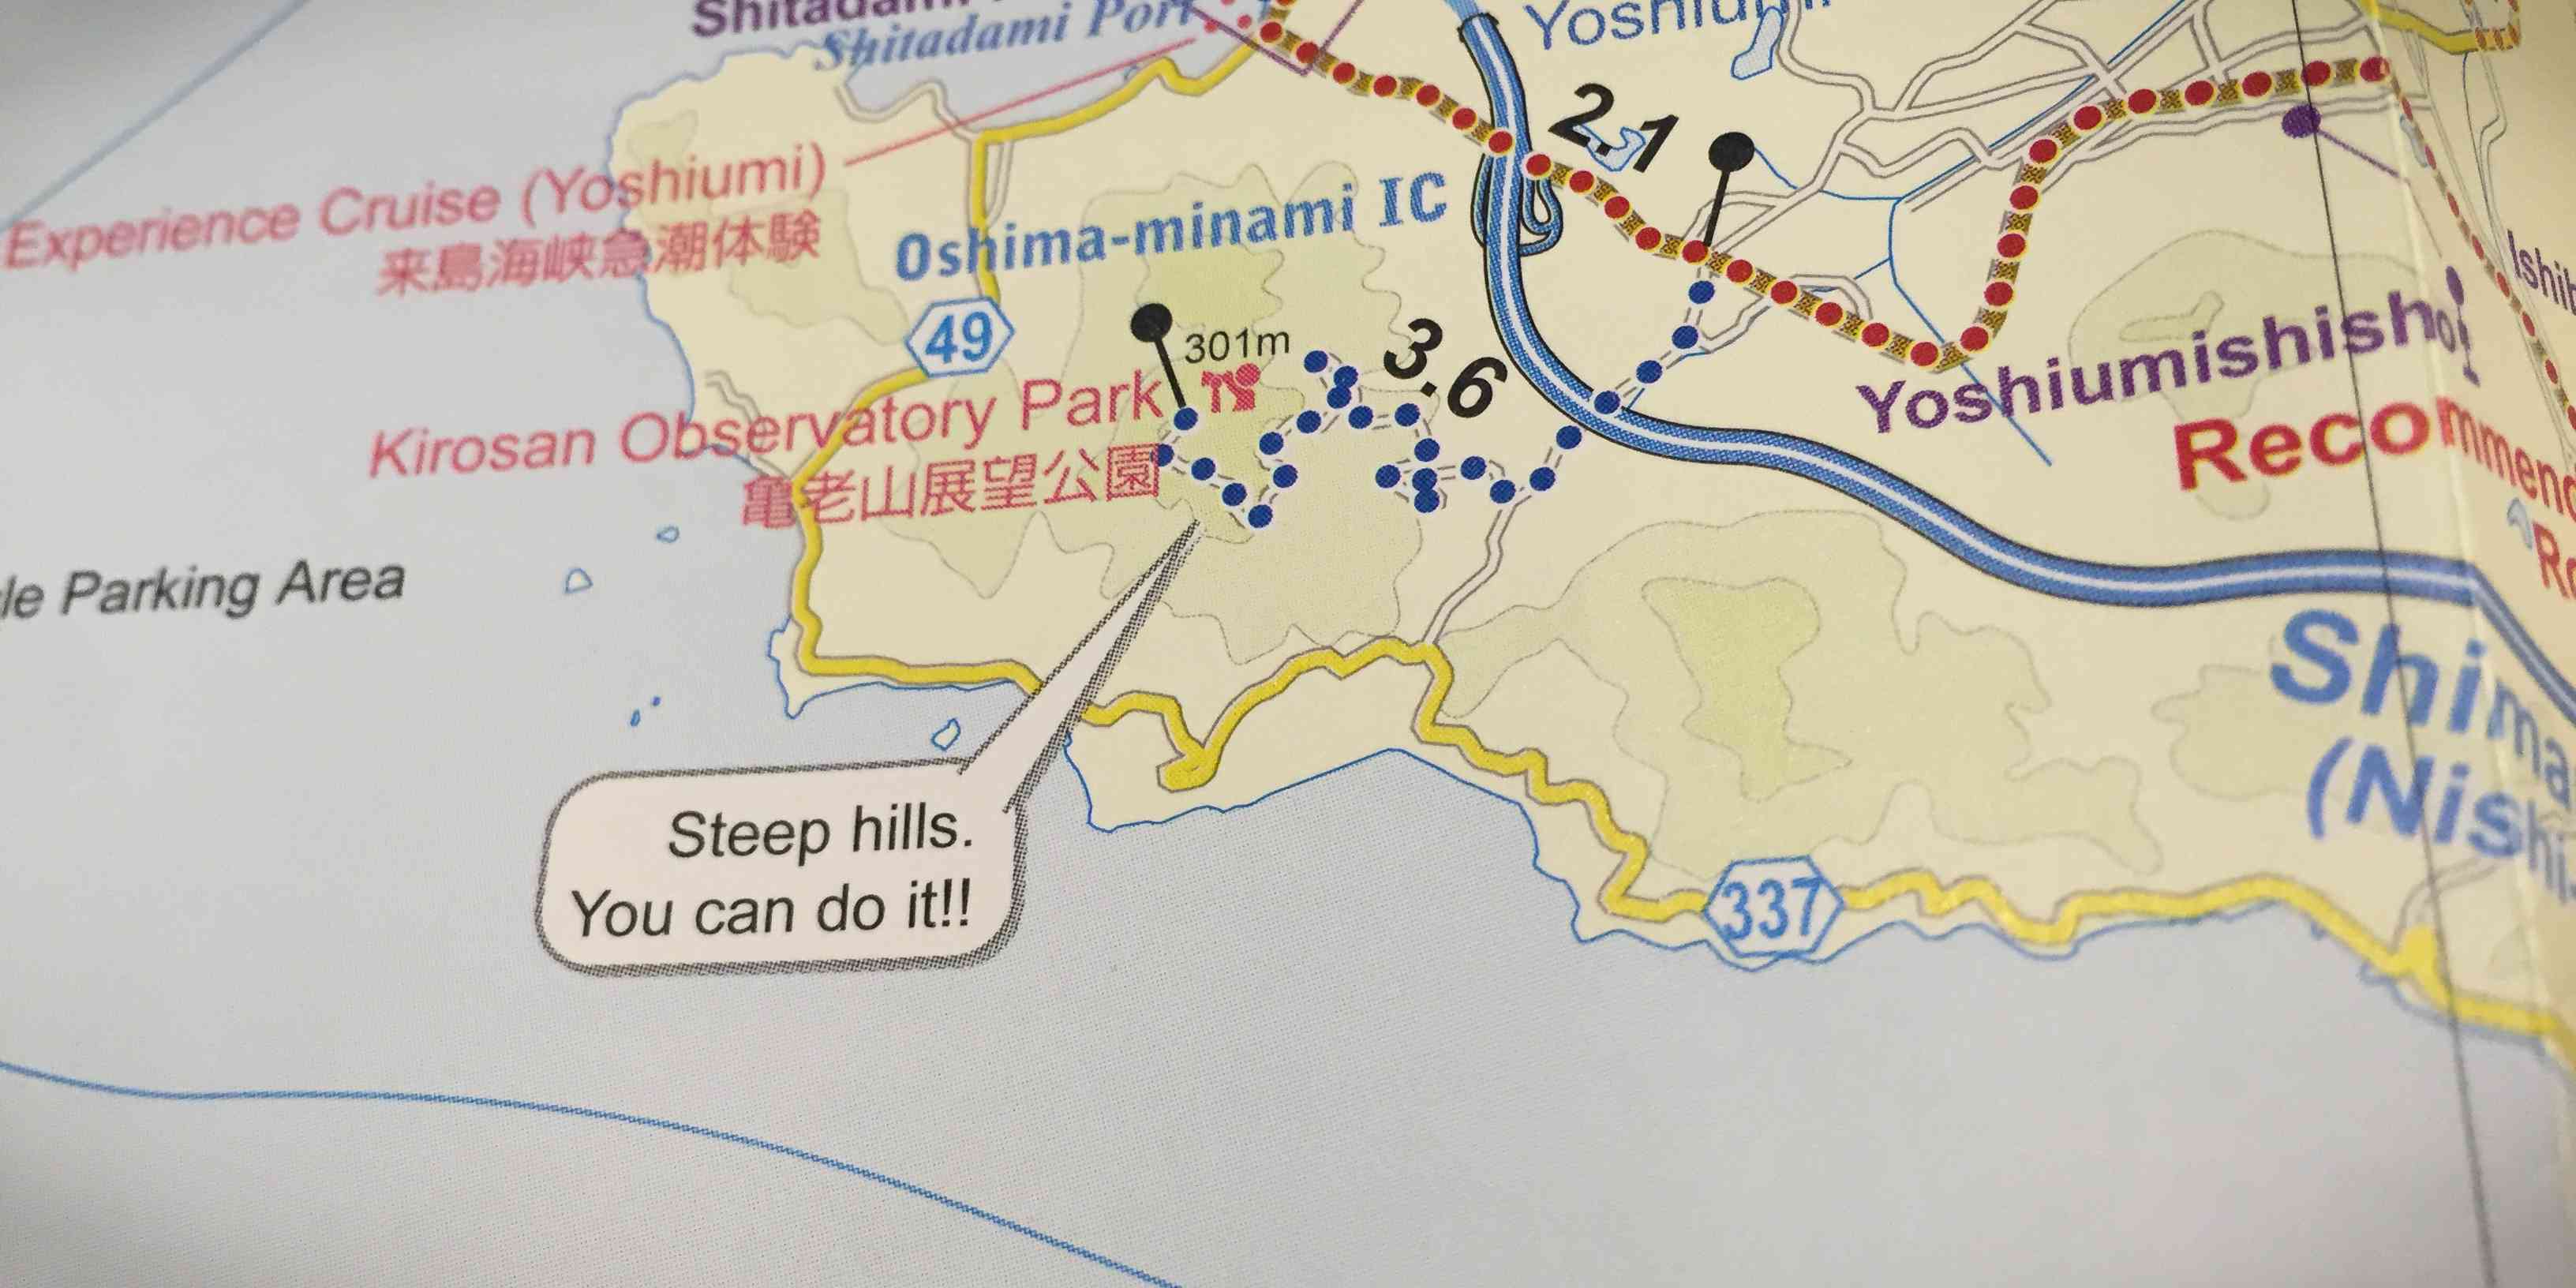 Shitadami Port
Experience Cruise (Yoshiumi)
来島海峡急潮体験
2.1
Oshima-minami IC
49
301m
3.6
Kirosan Observatory Park
亀老山展望公園
Yoshiumishisho
Recommend
Parking Area
Steep hills.
You can do it!!
337